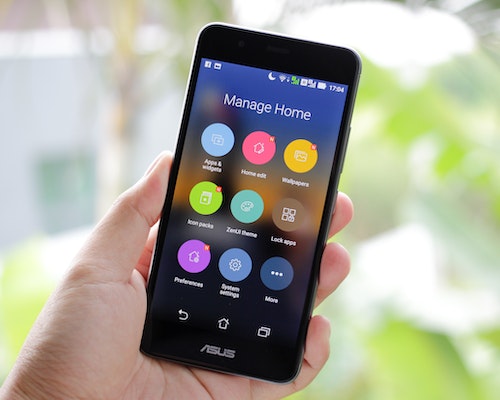 17:04
Manage Home
Apps &
widgets
Home edit
Wallpapers
Icon packs
ZenUI theme
Lock apps
Preferences
System
settings
More
ASUS